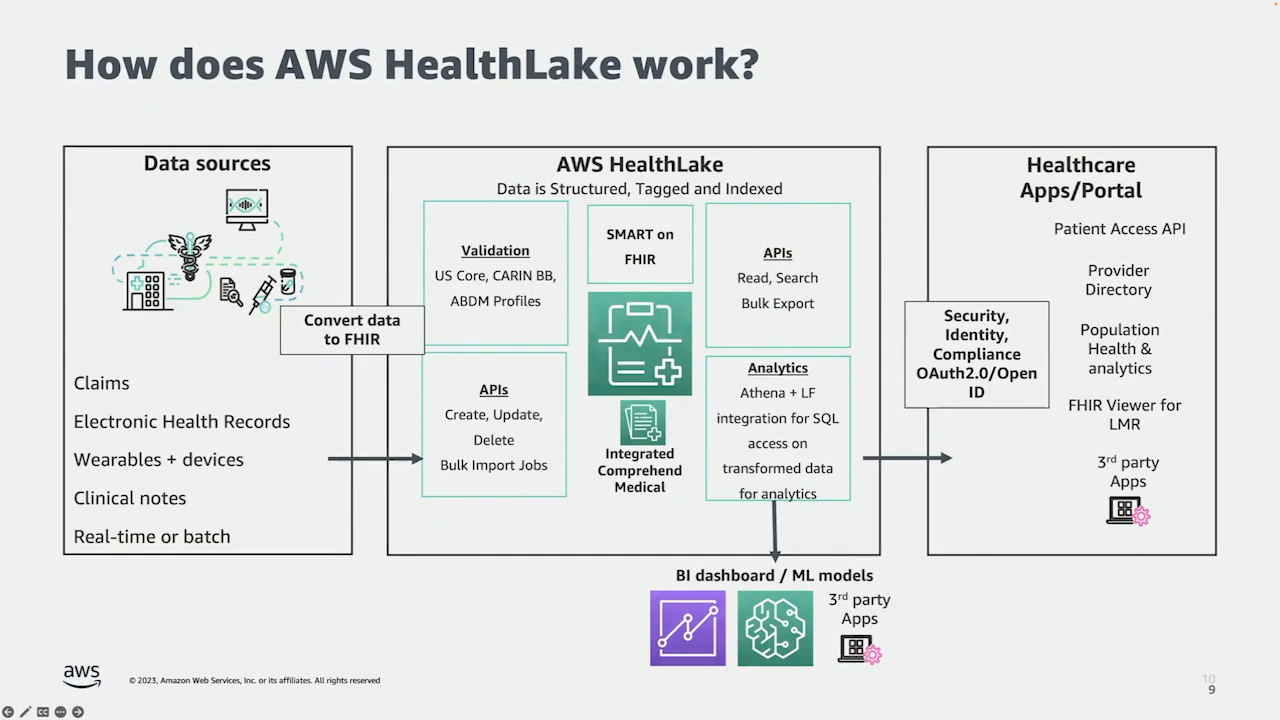 How does AWS HealthLake work?
Data sources
Convert data
to FHIR
Claims
Electronic Health Records
Wearables + devices
Clinical notes
Real-time or batch
AWS HealthLake
Data is Structured, Tagged and Indexed
Validation
US Core, CARIN BB,
ABDM Profiles
APIs
Create, Update,
Delete
Bulk Import Jobs
SMART on
FHIR
Integrated
Comprehend
Medical
APIs
Read, Search
Bulk Export
Analytics
Athena + LF
integration for SQL
access on
transformed data
for analytics
BI dashboard / ML models
3rd party
Apps
Healthcare
Apps/Portal
Security,
Identity,
Compliance
OAuth2.0/Open
ID
Patient Access API
Provider
Directory
Population
Health &
analytics
FHIR Viewer for
LMR
3rd party
Apps
aws
© 2023, Amazon Web Services, Inc. or its affiliates. All rights reserved
10
9